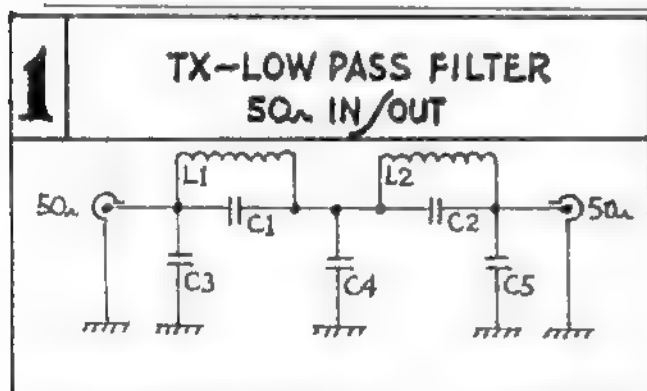 1
TX-LOW PASS FILTER
50Ω IN/OUT
L1
L2
50Ω
C1
C2
50Ω
C3
C4
C5